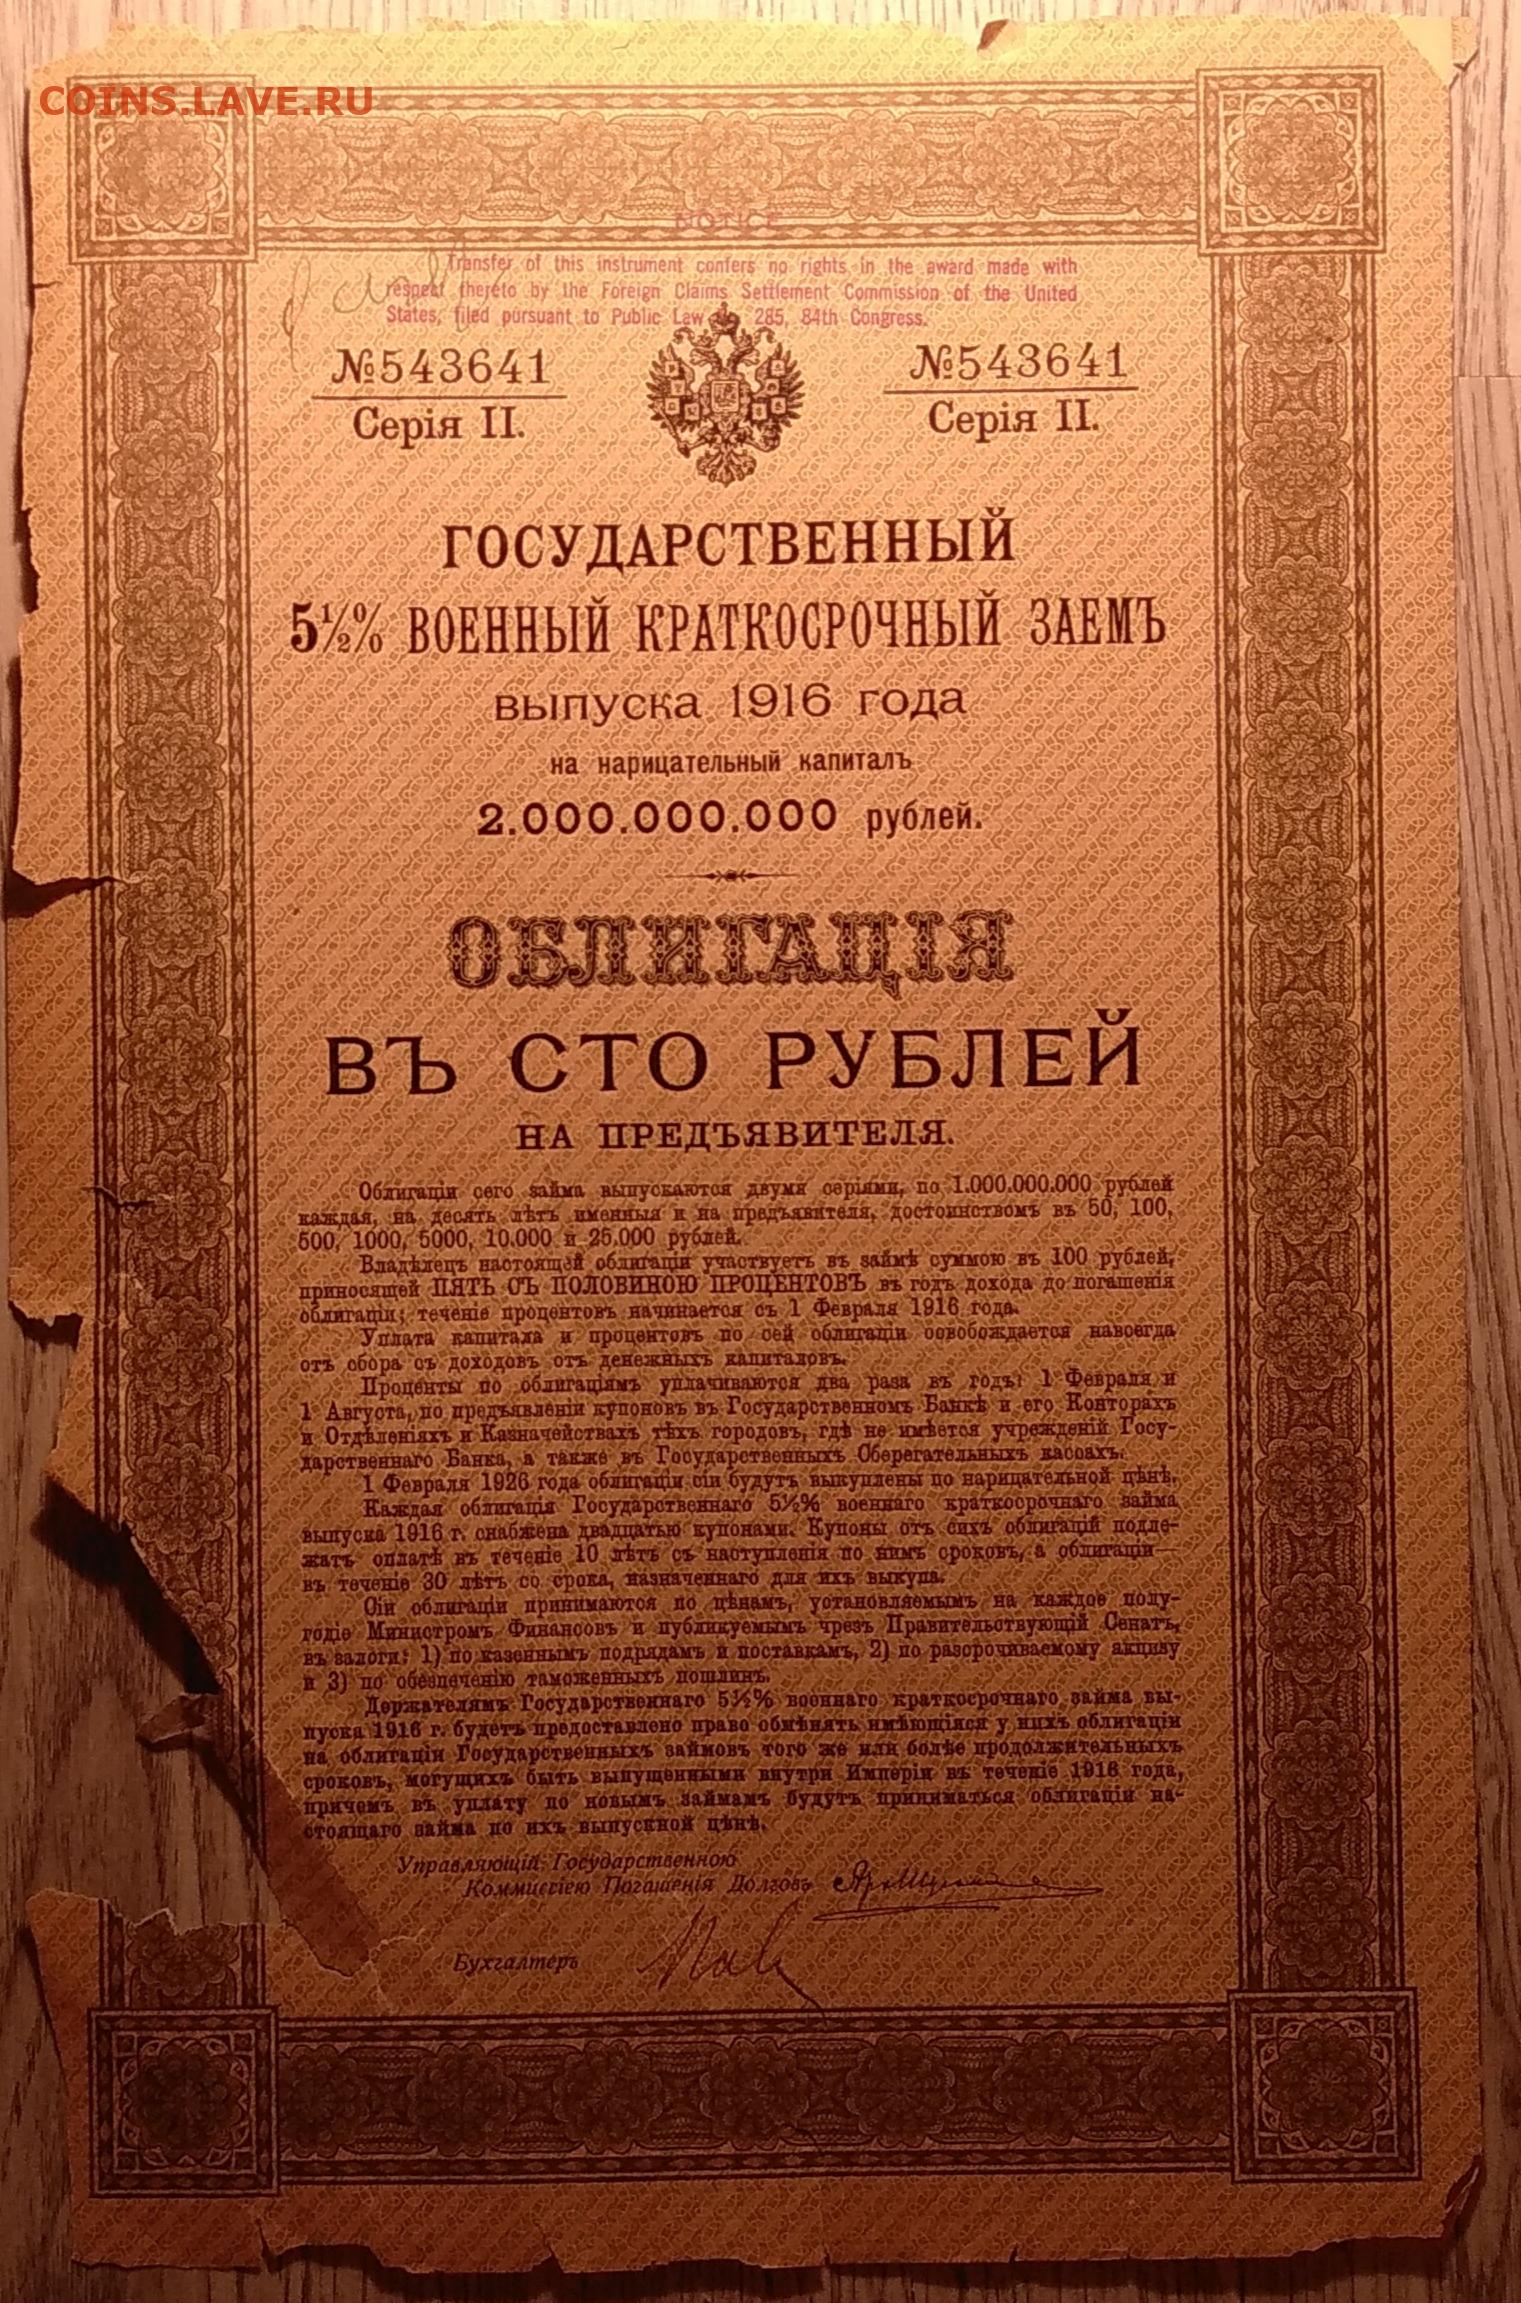 COINS.LAVE.RU
NOTICE
Transfer of this instrument confers no rights in the award made with
respect thereto by the Foreign Claims Settlement Commission of the United
States, filed pursuant to Public Law 285, 84th Congress.
№543641
Серія II.
№543641
Серія II.
ГОСУДАРСТВЕННЫЙ
5½% ВОЕННЫЙ КРАТКОСРОЧНЫЙ ЗАЕМЪ
выпуска 1916 года
на нарицательный капиталъ
2.000.000.000 рублей.
ОБЛИГАЦІЯ
ВЪ СТО РУБЛЕЙ
НА ПРЕДЪЯВИТЕЛЯ.
Облигаціи сего займа выпускаются двумя серіями, по 1.000.000.000 рублей
каждая, на десять лѣтъ именныя и на предъявителя, достоинствомъ въ 50, 100,
500, 1000, 5000, 10.000 и 25.000 рублей.
Владѣлецъ настоящей облигаціи участвуетъ въ займѣ суммою въ 100 рублей,
приносящей ПЯТЬ СЪ ПОЛОВИНОЮ ПРОЦЕНТОВЪ въ годъ дохода до погашенія
облигаціи; теченіе процентовъ начинается съ 1 Февраля 1916 года.
Уплата капитала и процентовъ по сей облигаціи освобождается навсегда
отъ сбора съ доходовъ отъ денежныхъ капиталовъ.
Проценты по облигаціямъ уплачиваются два раза въ годъ: 1 Февраля и
1 Августа, по предъявленіи купоновъ въ Государственномъ Банкѣ и его Конторахъ
и Отдѣленіяхъ и Казначействахъ тѣхъ городовъ, гдѣ не имѣется учрежденій Госу-
дарственнаго Банка, а также въ Государственныхъ Сберегательныхъ кассахъ.
1 Февраля 1926 года облигаціи сіи будутъ выкуплены по нарицательной цѣнѣ.
Каждая облигація Государственнаго 5½% военнаго краткосрочнаго займа
выпуска 1916 г. снабжена двадцатью купонами. Купоны отъ сихъ облигацій подле-
жатъ оплатѣ въ теченіе 10 лѣтъ съ наступленія по нимъ сроковъ, а облигаціи—
въ теченіе 30 лѣтъ со срока, назначеннаго для ихъ выкупа.
Сіи облигаціи принимаются по цѣнамъ, установляемымъ на каждое полу-
годіе Министромъ Финансовъ и публикуемымъ чрезъ Правительствующій Сенатъ,
въ залоги: 1) по казеннымъ подрядамъ и поставкамъ, 2) по разсрочиваемому акцизу
и 3) по обезпеченію таможенныхъ пошлинъ.
Держателямъ Государственнаго 5½% военнаго краткосрочнаго займа вы-
пуска 1916 г. будетъ предоставлено право обмѣнять имѣющіяся у нихъ облигаціи
на облигаціи Государственныхъ займовъ того же или болѣе продолжительныхъ
сроковъ, могущихъ быть выпущенными внутри Имперіи въ теченіе 1916 года,
причемъ въ уплату по новымъ займамъ будутъ приниматься облигаціи на-
стоящаго займа по ихъ выпускной цѣнѣ.
Управляющій Государственною
Коммиссіею Погашенія Долговъ
Бухгалтеръ